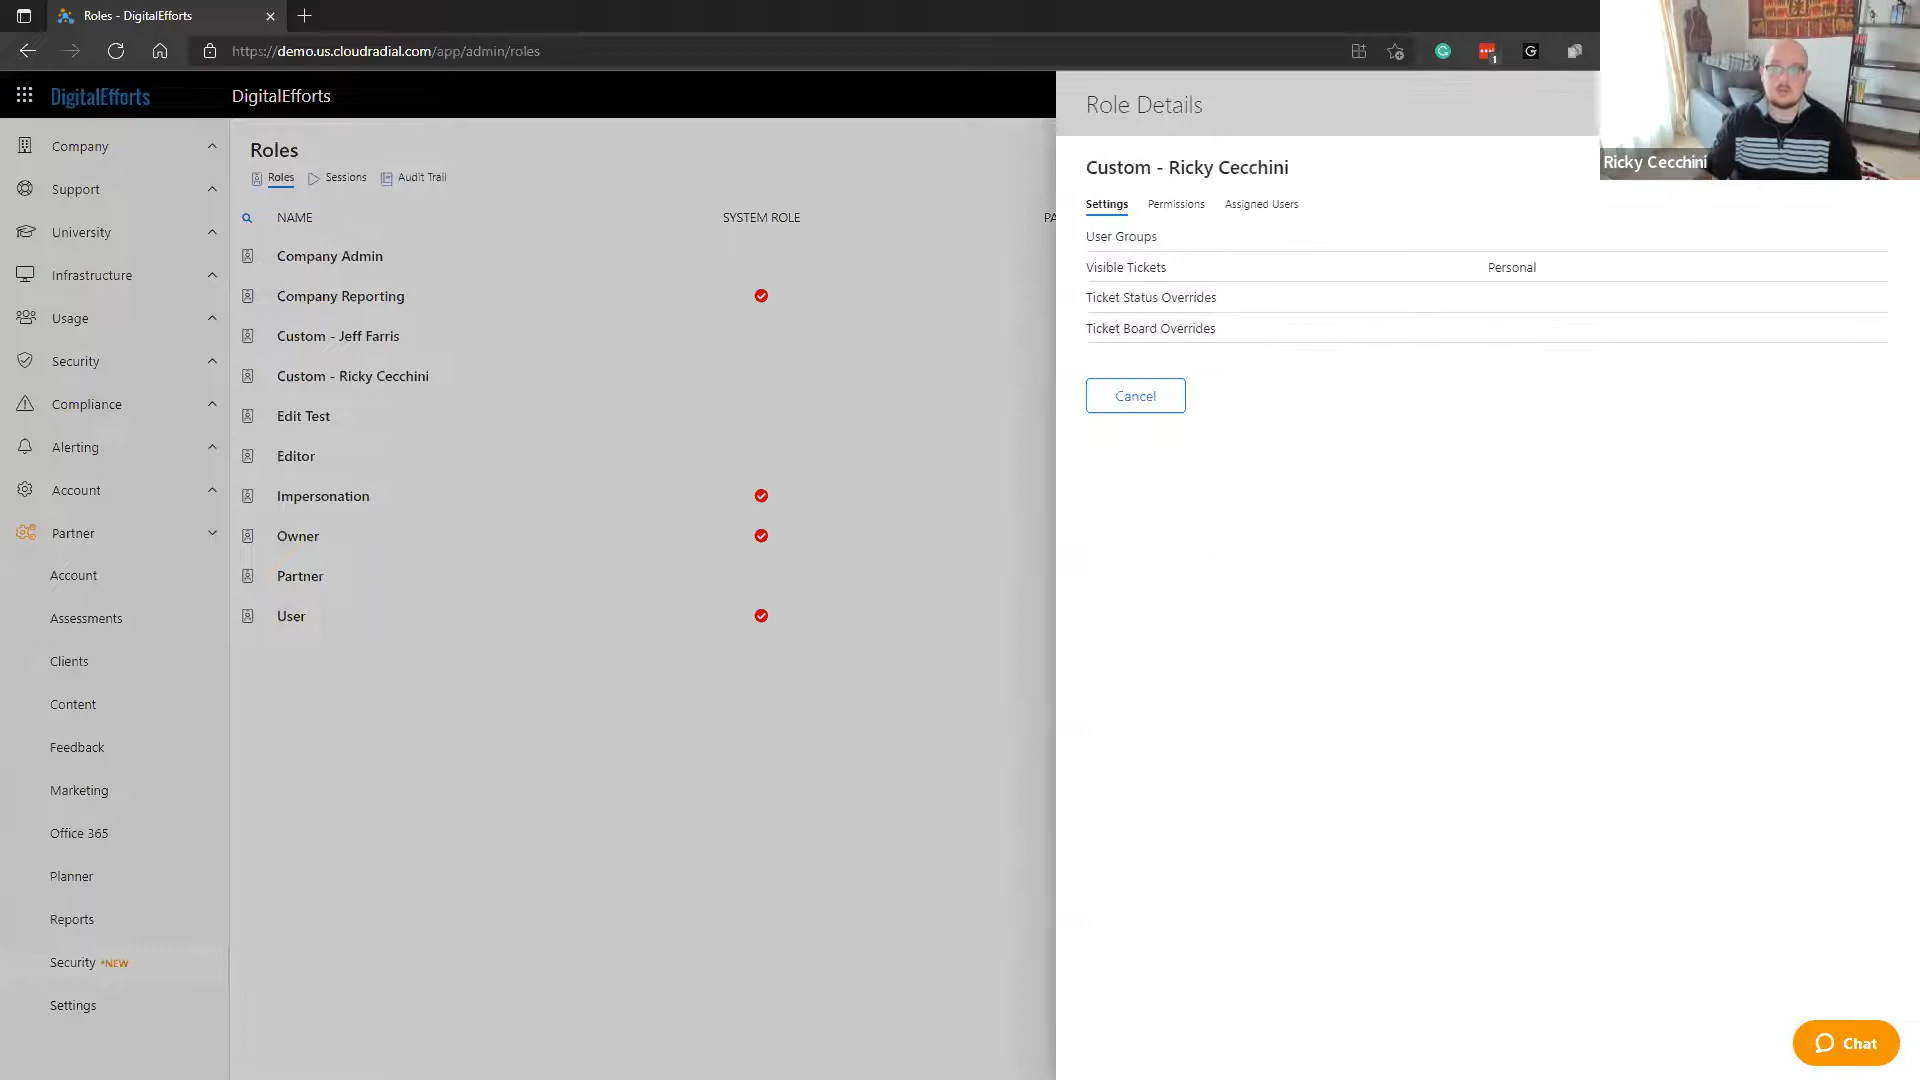 Roles - DigitalEfforts
https://demo.us.cloudradial.com/app/admin/roles
1
G
DigitalEfforts
DigitalEfforts
Company
Support
University
Infrastructure
Usage
Security
Compliance
Alerting
Account
Partner
Account
Assessments
Clients
Content
Feedback
Marketing
Office 365
Planner
Reports
Security *NEW
Settings
Roles
Roles Sessions Audit Trail
NAME SYSTEM ROLE PA
Company Admin
Company Reporting
Custom - Jeff Farris
Custom - Ricky Cecchini
Edit Test
Editor
Impersonation
Owner
Partner
User
Role Details
Custom - Ricky Cecchini
Settings Permissions Assigned Users
User Groups
Visible Tickets Personal
Ticket Status Overrides
Ticket Board Overrides
Cancel
Ricky Cecchini
Chat